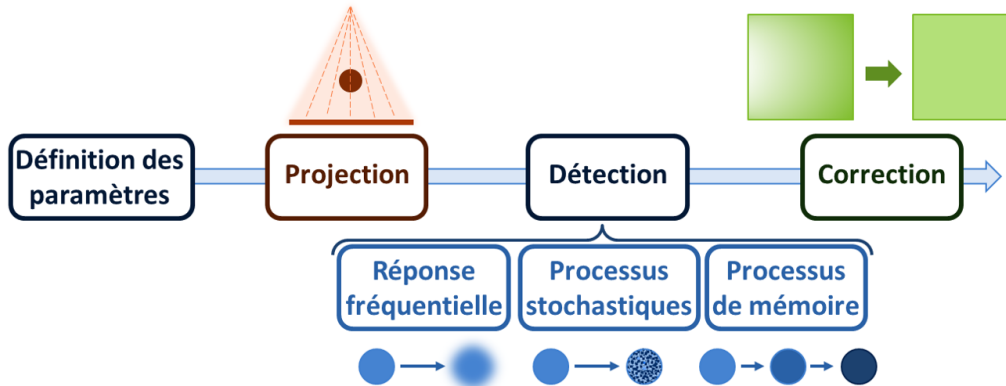 Définition des
paramètres
Projection
Détection
Correction
Réponse
fréquentielle
Processus
stochastiques
Processus
de mémoire